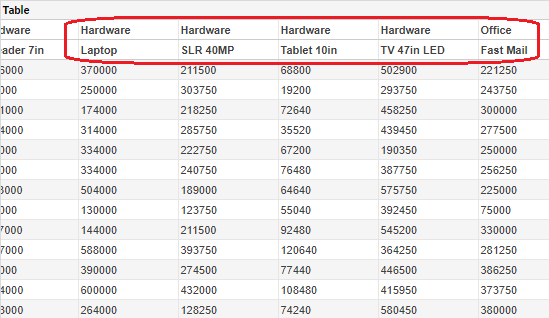 Table
dware Hardware Hardware Hardware Hardware Office
eader 7in Laptop SLR 40MP Tablet 10in TV 47in LED Fast Mail
6000 370000 211500 68800 502900 221250
000 250000 303750 19200 293750 243750
1000 174000 218250 72640 458250 300000
4000 314000 285750 35520 439450 277500
000 334000 222750 67200 190350 250000
000 334000 240750 76480 387750 256250
3000 504000 189000 64640 575750 225000
000 130000 123750 55040 392450 75000
7000 144000 211500 92480 545200 330000
7000 588000 393750 120640 364250 281250
000 390000 274500 77440 446500 386250
4000 600000 432000 108480 415950 373750
3000 264000 128250 74240 580450 380000